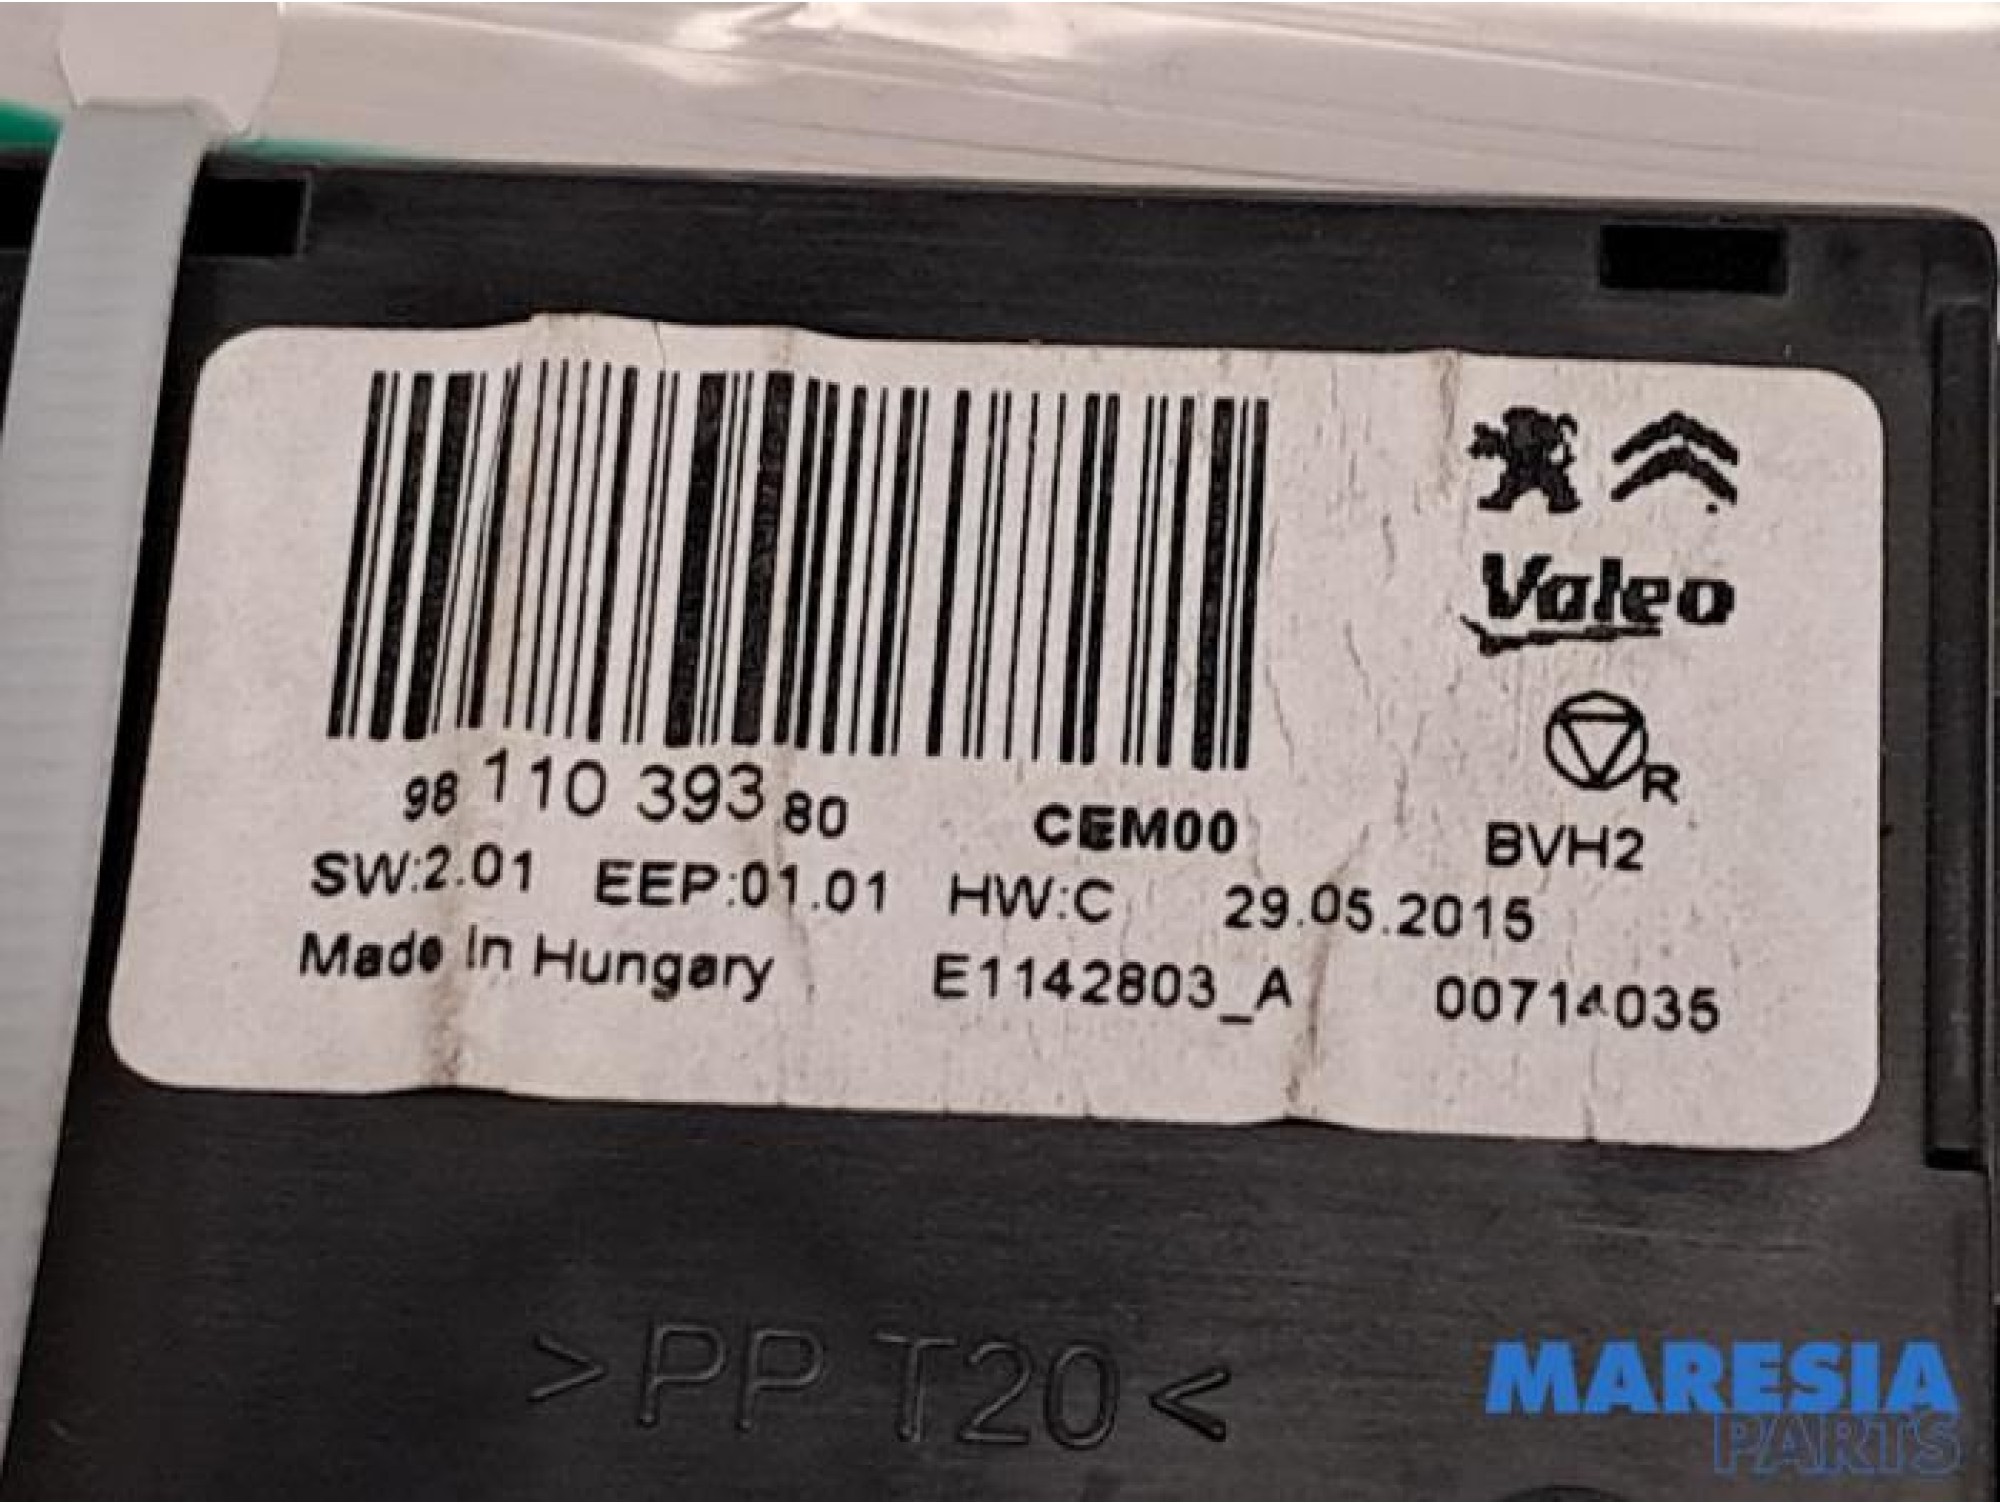 Valeo
R
98 110 393 80 CEM00 BVH2
SW:2.01 EEP:01.01 HW:C 29.05.2015
Made In Hungary E1142803_A 00714035
>PP T20<
MARESIA
PARTS